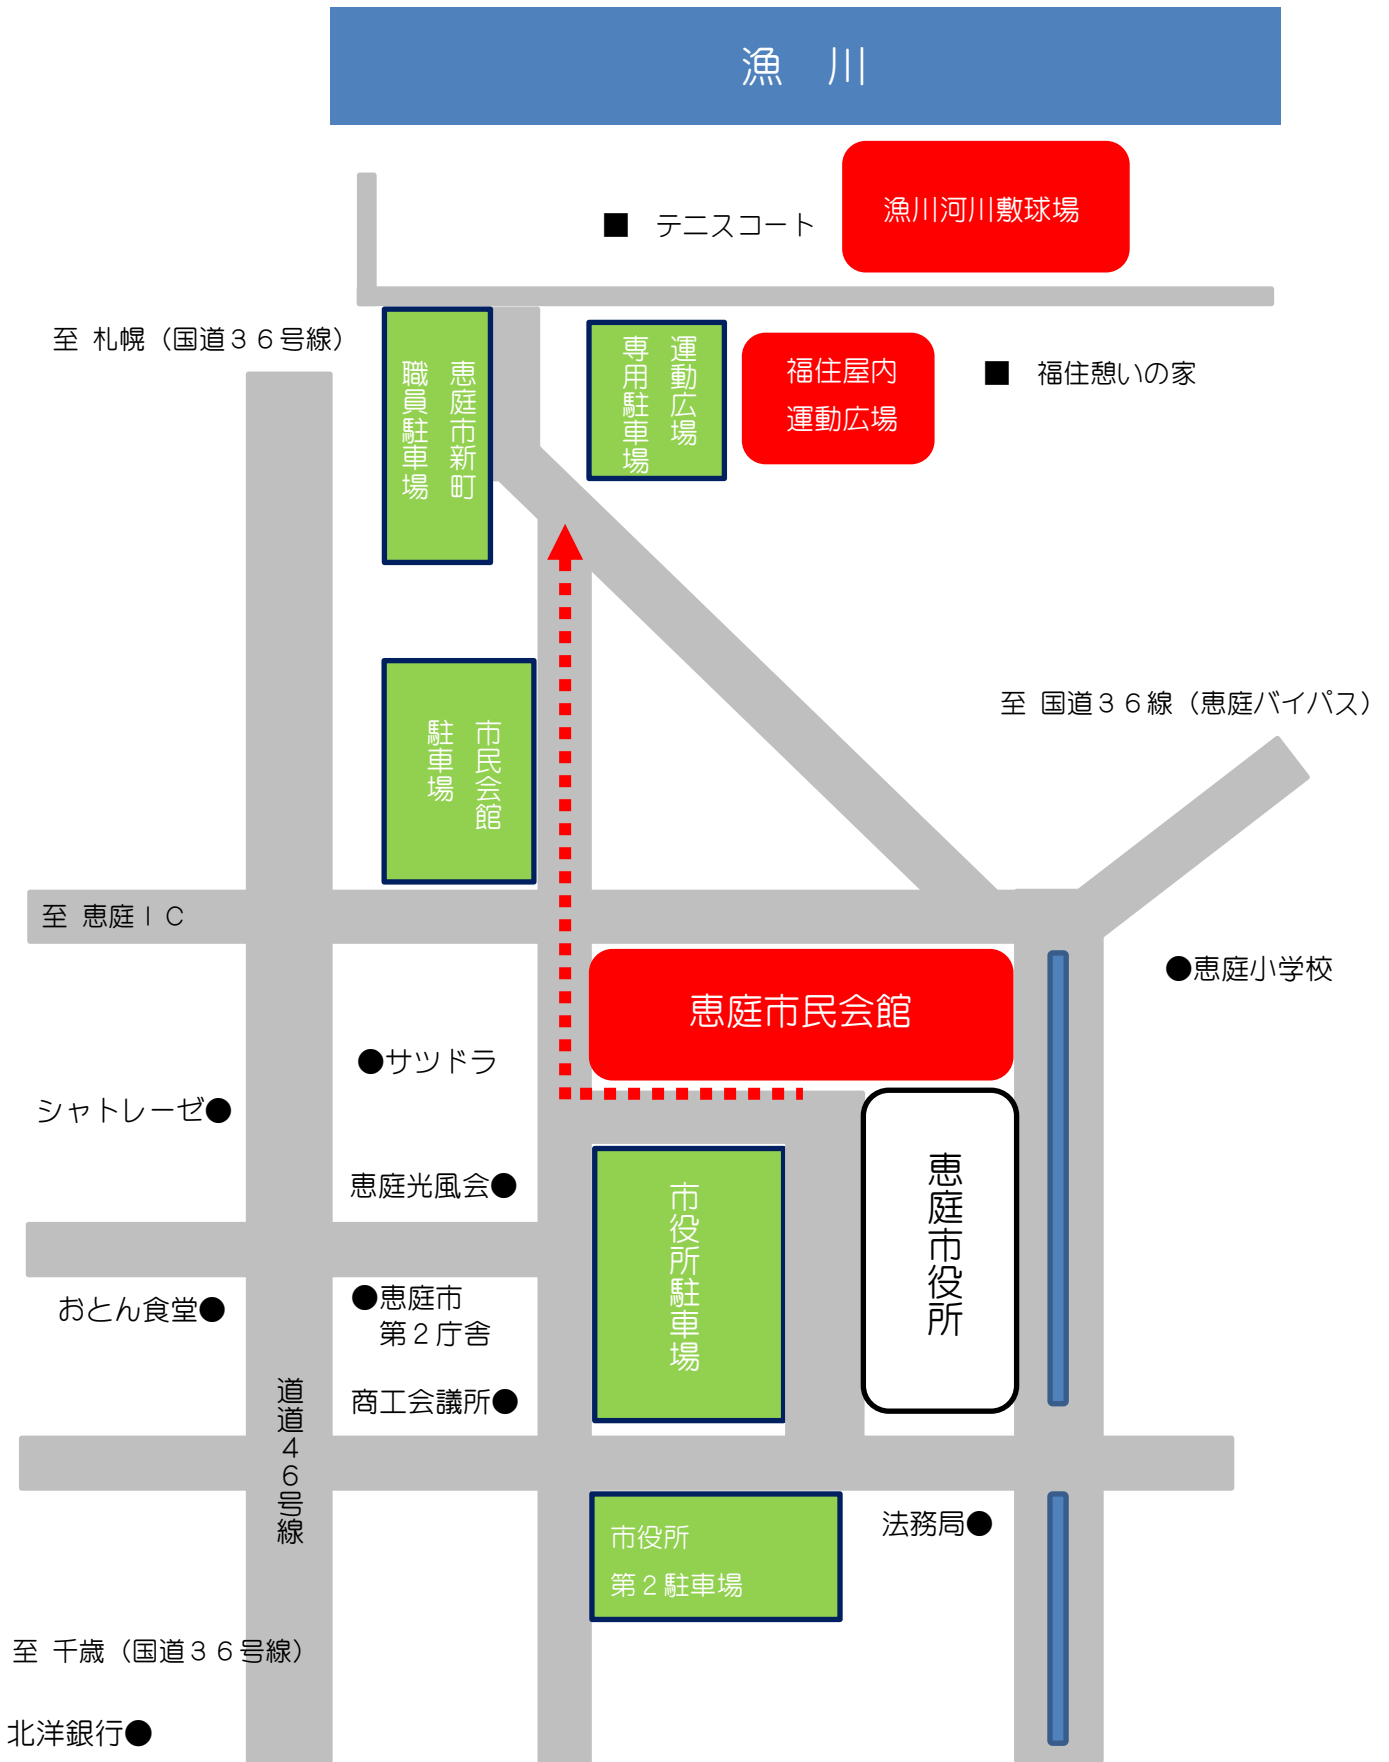 漁　川
漁川河川敷球場
■　テニスコート
至 札幌（国道３６号線）
恵庭市新町
職員駐車場
運動広場
専用駐車場
福住屋内
運動広場
■　福住憩いの家
至 国道３６線（恵庭バイパス）
市民会館
駐車場
至 恵庭ＩＣ
●恵庭小学校
恵庭市民会館
●サツドラ
シャトレーゼ●
恵庭光風会●
市役所駐車場
恵庭市役所
おとん食堂●
●恵庭市
第２庁舎
商工会議所●
道道４６号線
市役所
第２駐車場
法務局●
至 千歳（国道３６号線）
北洋銀行●